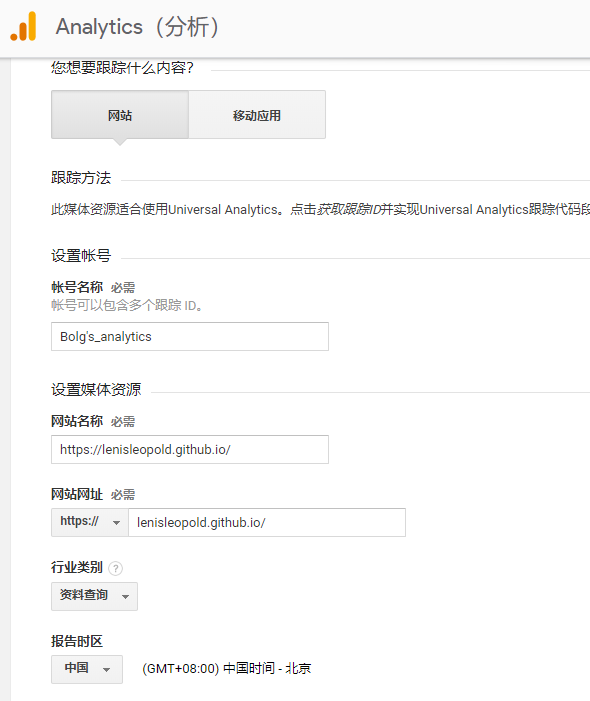 Analytics（分析）
您想要跟踪什么内容？
网站 移动应用
跟踪方法
此媒体资源适合使用Universal Analytics。点击获取跟踪ID并实现Universal Analytics跟踪代码段
设置帐号
帐号名称 必需
帐号可以包含多个跟踪 ID。
Bolg's_analytics
设置媒体资源
网站名称 必需
https://lenisleopold.github.io/
网站网址 必需
https:// lenisleopold.github.io/
行业类别 ?
资料查询
报告时区
中国 (GMT+08:00) 中国时间 - 北京